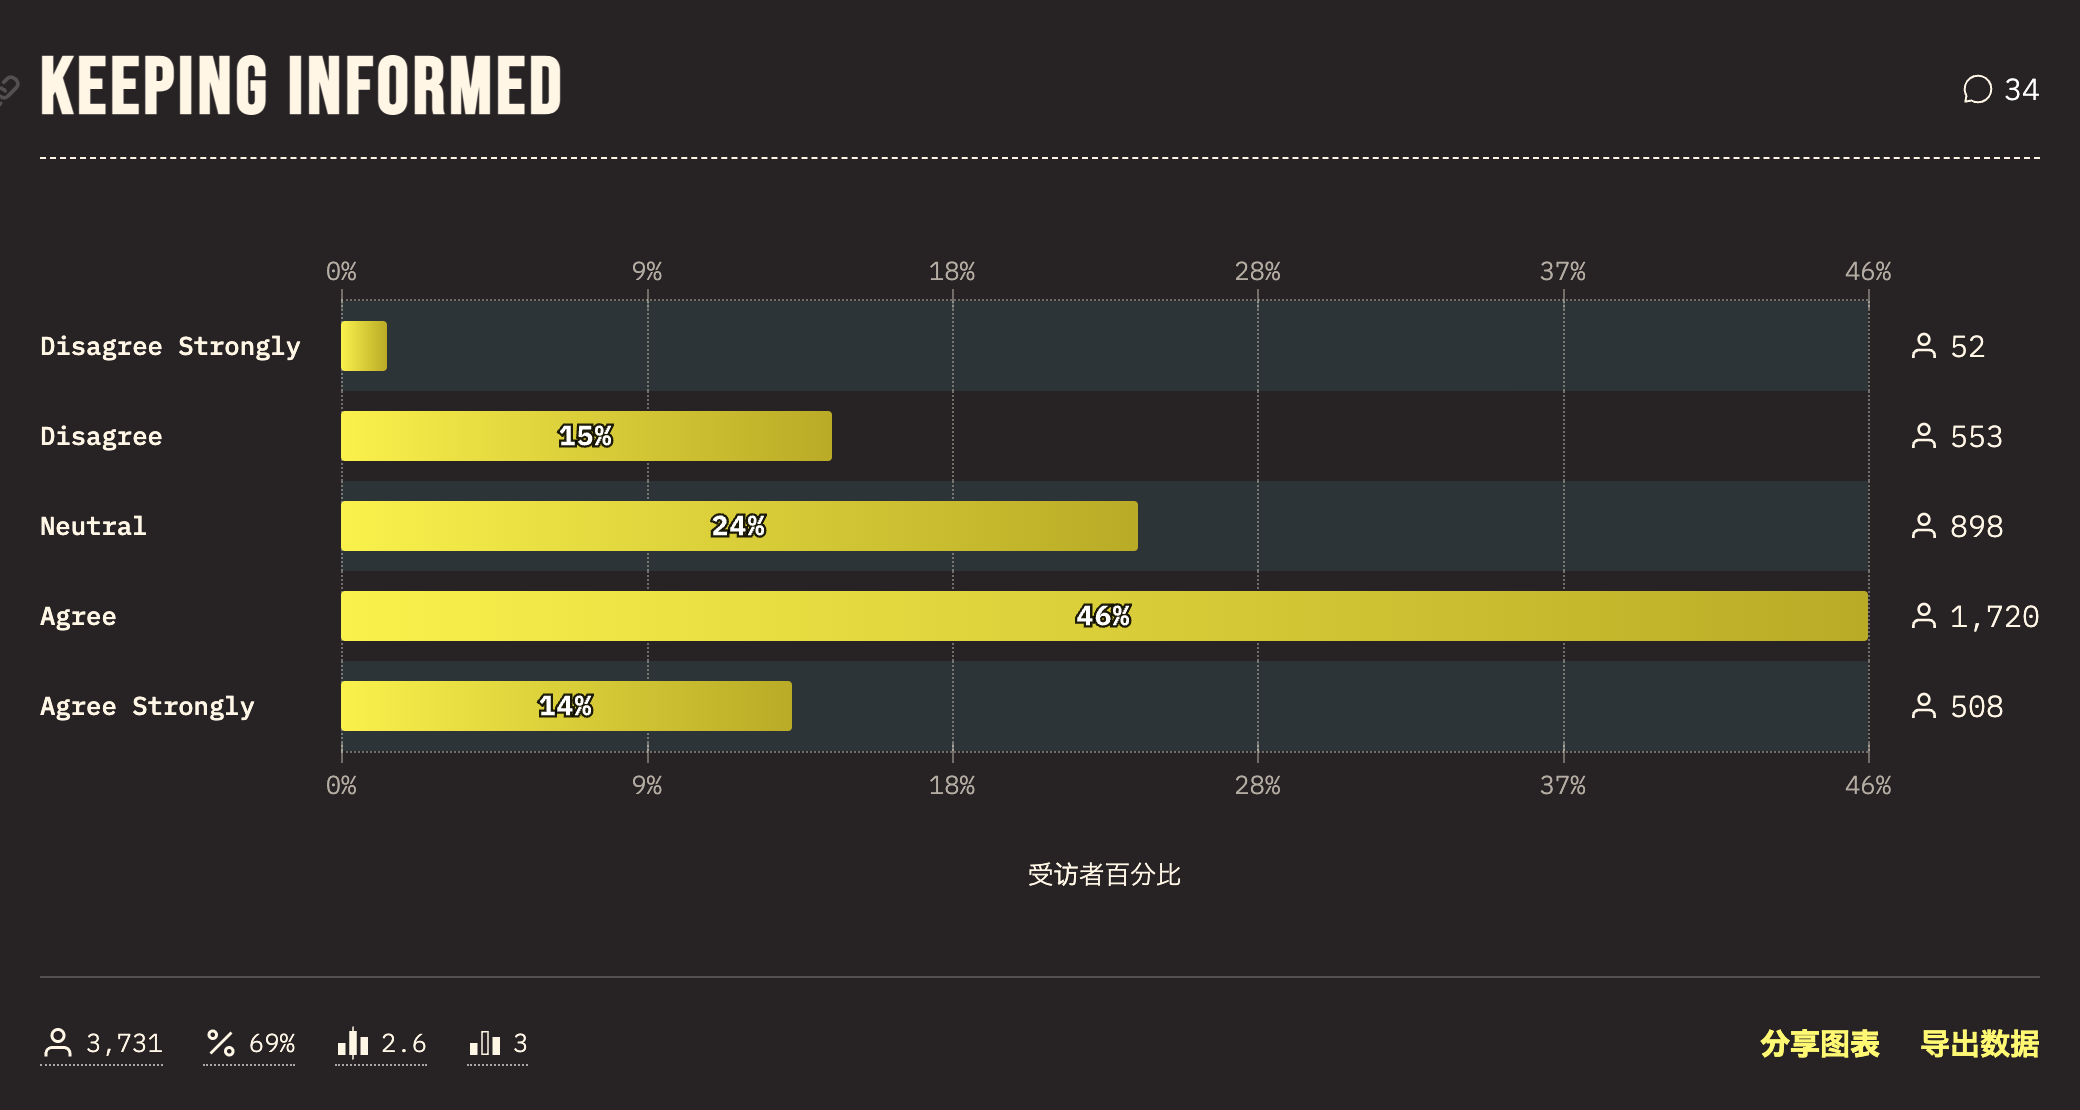 KEEPING INFORMED
34
0% 9% 18% 28% 37% 46%
Disagree Strongly 52
Disagree 15% 553
Neutral 24% 898
Agree 46% 1,720
Agree Strongly 14% 508
0% 9% 18% 28% 37% 46%
受访者百分比
3,731 69% 2.6 3 分享图表 导出数据